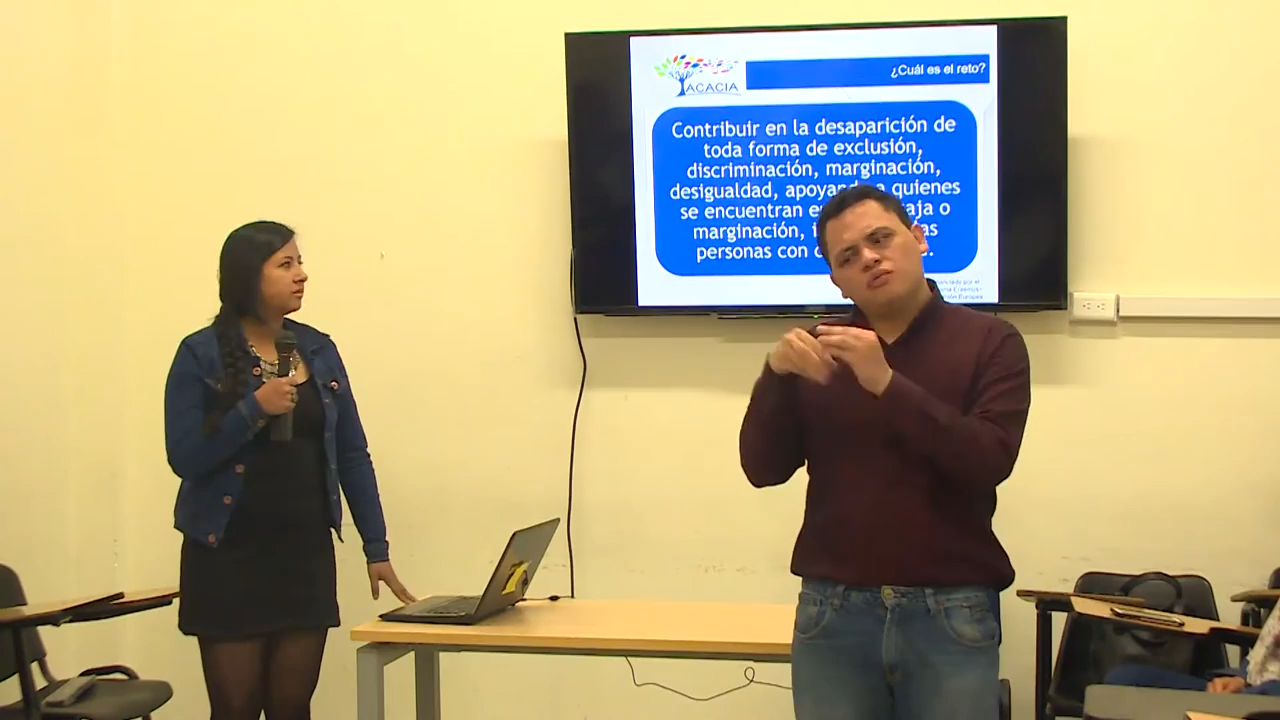 ACACIA
¿Cuál es el reto?
Contribuir en la desaparición de
toda forma de exclusión,
discriminación, marginación,
desigualdad, apoyando a quienes
se encuentran
aja o
marginación,
personas con